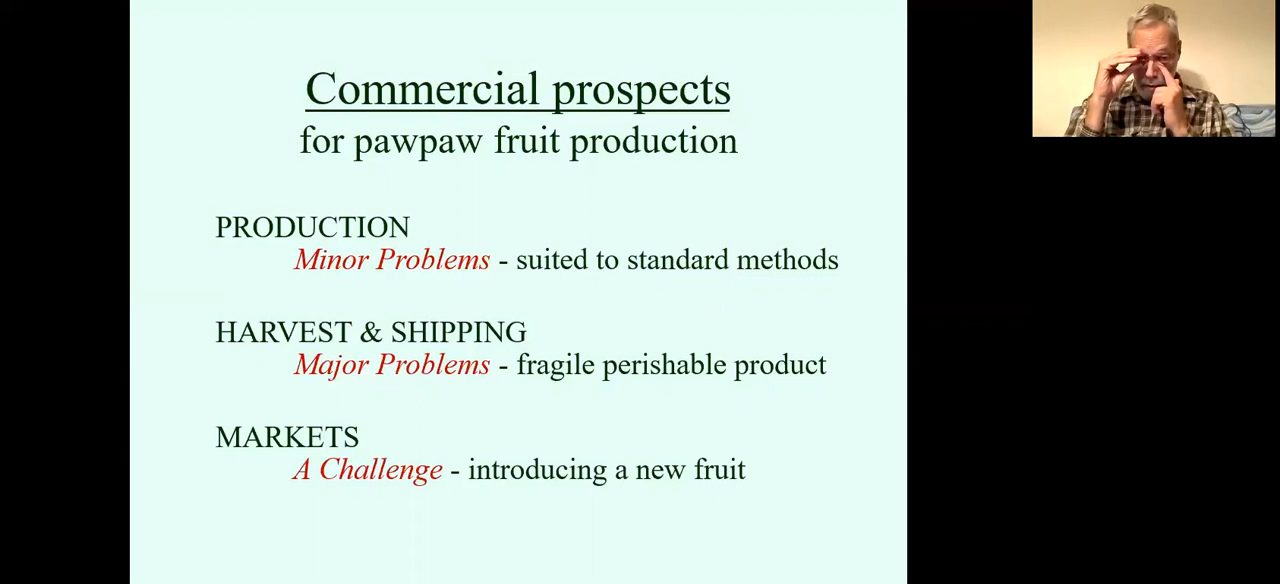 Commercial prospects
for pawpaw fruit production
PRODUCTION
Minor Problems - suited to standard methods
HARVEST & SHIPPING
Major Problems - fragile perishable product
MARKETS
A Challenge - introducing a new fruit